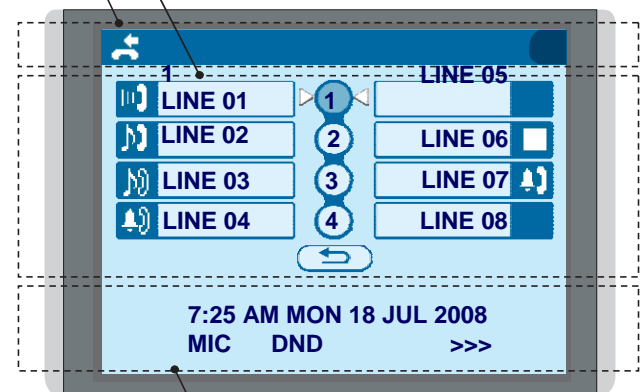 1
LINE 05
LINE 01
1
LINE 02
2
LINE 06
LINE 03
3
LINE 07
LINE 04
4
LINE 08
7:25 AM MON 18 JUL 2008
MIC DND >>>